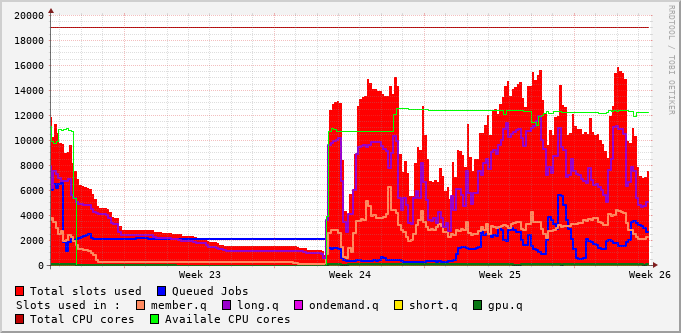 20000
18000
16000
14000
12000
10000
8000
6000
4000
2000
0
Week 23 Week 24 Week 25 Week 26
Total slots used Queued Jobs
Slots used in : member.q long.q ondemand.q short.q gpu.q
Total CPU cores Availale CPU cores
RRDTOOL / TOBI OETIKER